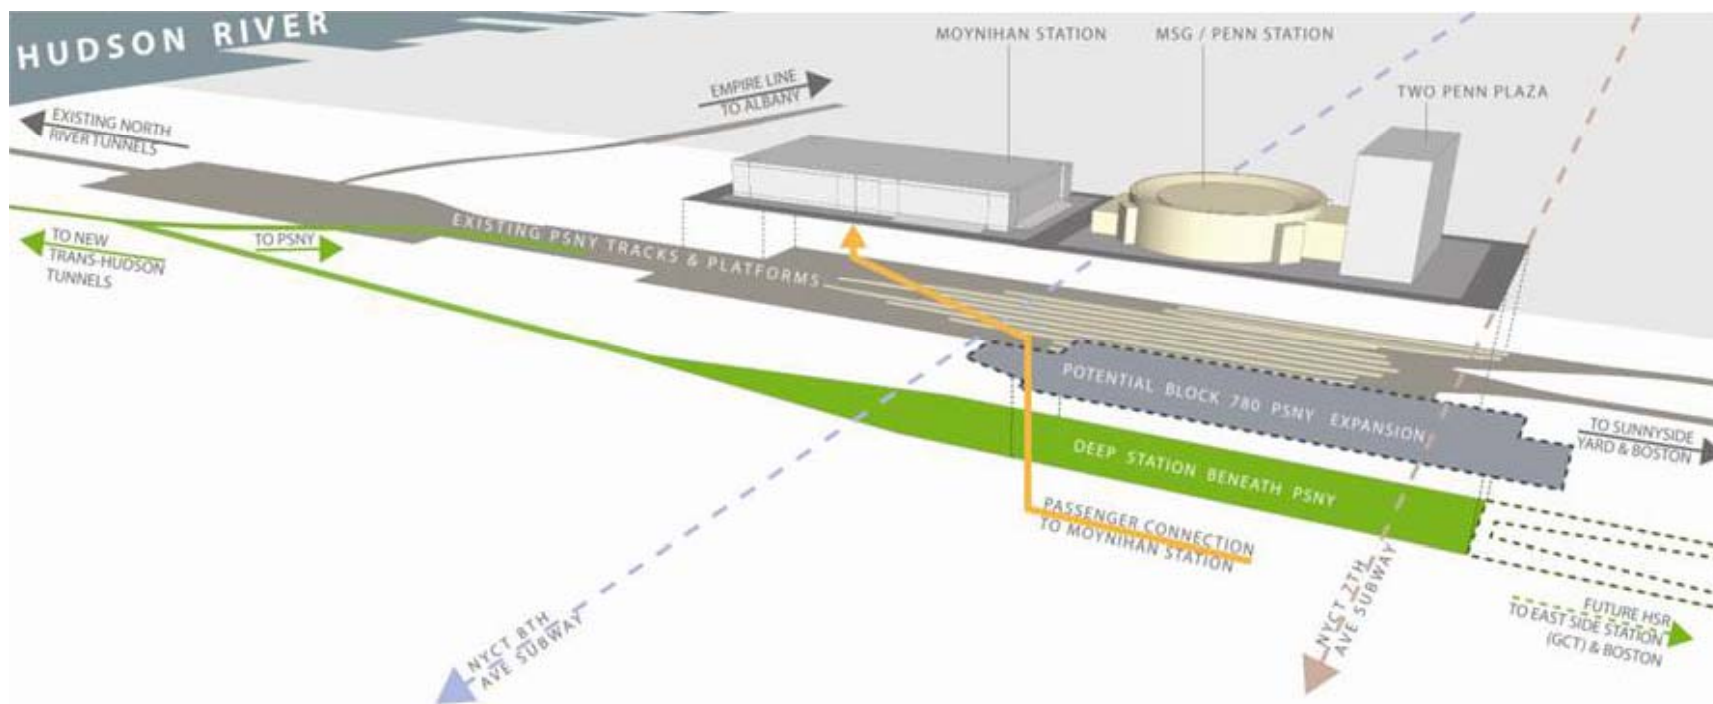 HUDSON RIVER
MOYNIHAN STATION
MSG / PENN STATION
TWO PENN PLAZA
EMPIRE LINE
TO ALBANY
EXISTING NORTH
RIVER TUNNELS
EXISTING PSNY TRACKS & PLATFORMS
TO NEW
TRANS-HUDSON
TUNNELS
TO PSNY
POTENTIAL BLOCK 780 PSNY EXPANSION
TO SUNNYSIDE
YARD & BOSTON
DEEP STATION BENEATH PSNY
PASSENGER CONNECTION
TO MOYNIHAN STATION
NYCT 8TH
AVE SUBWAY
NYCT 7TH
AVE SUBWAY
FUTURE HSR
TO EAST SIDE STATION
(GCT) & BOSTON